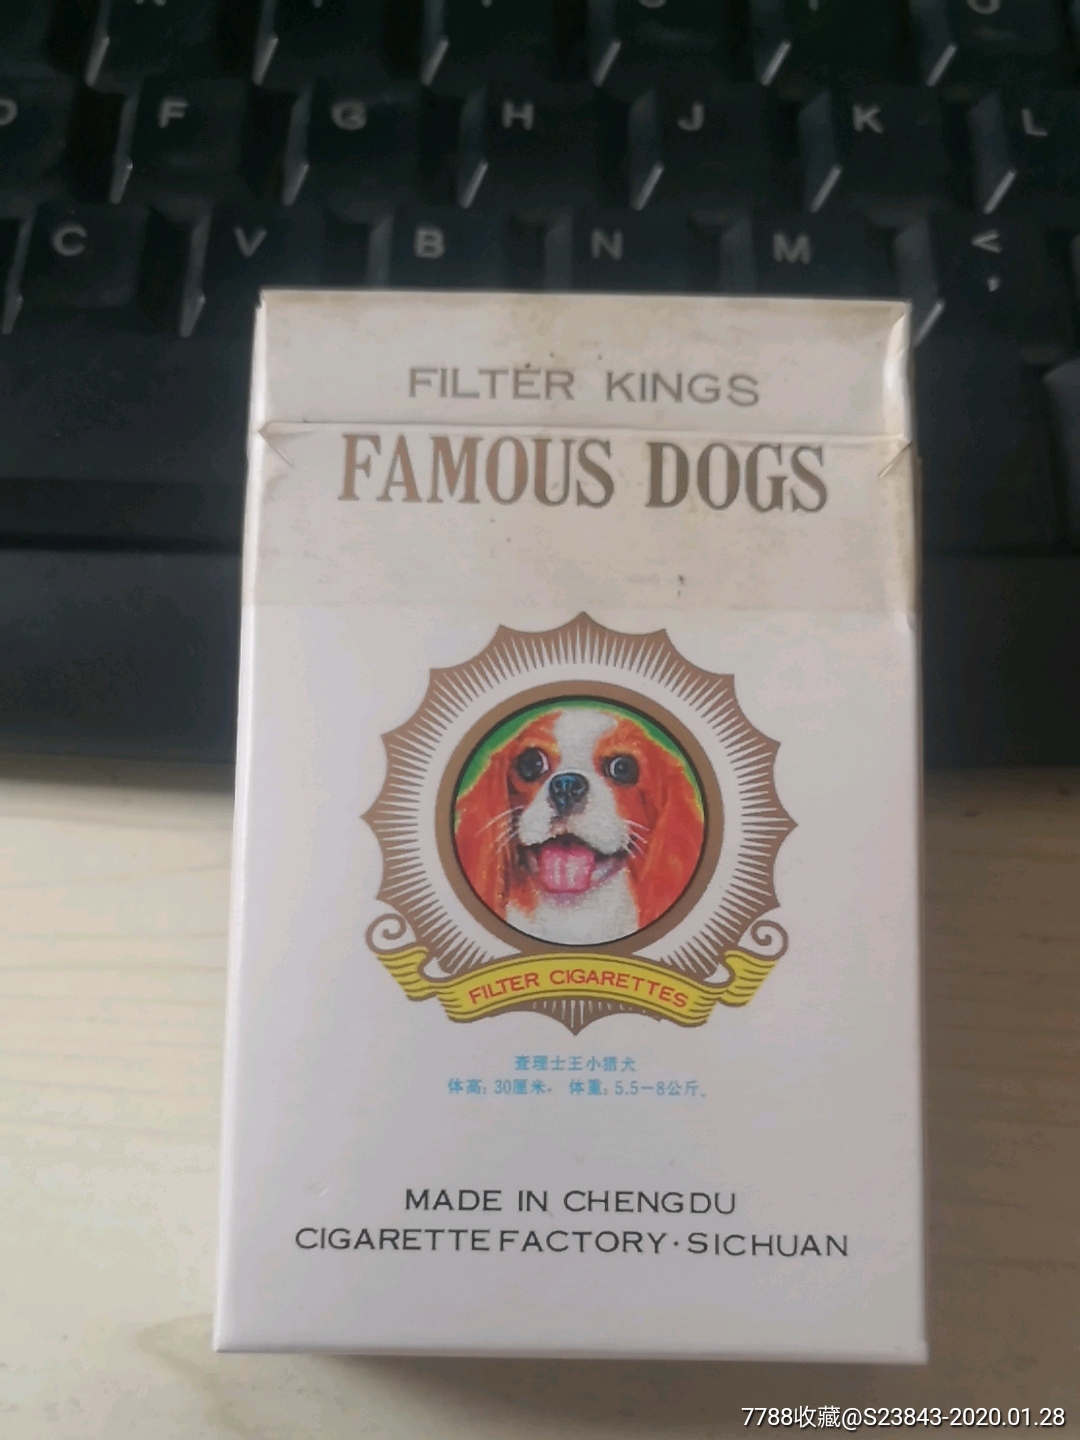 D F G H J K L
C V B N M <
,
FILTER KINGS
FAMOUS DOGS
FILTER CIGARETTES
查理士王小猎犬
体高:30厘米, 体重:5.5-8公斤。
MADE IN CHENGDU
CIGARETTE FACTORY·SICHUAN
7788收藏@S23843-2020.01.28